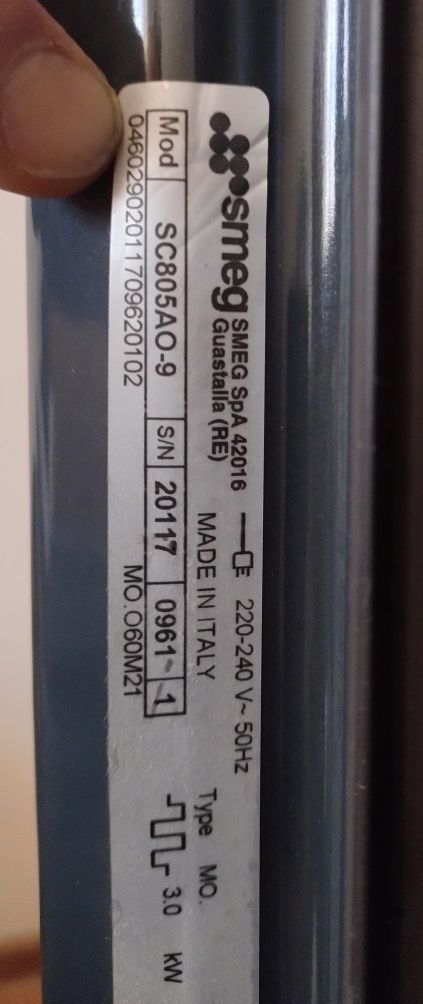 smeg SMEG SpA 42016
Guastalla (RE)
220-240 V~ 50Hz
MADE IN ITALY
Type MO.
3.0 kW
Mod SC805AO-9 S/N 20117 0961- 1
04602902011709620102 MO.O60M21